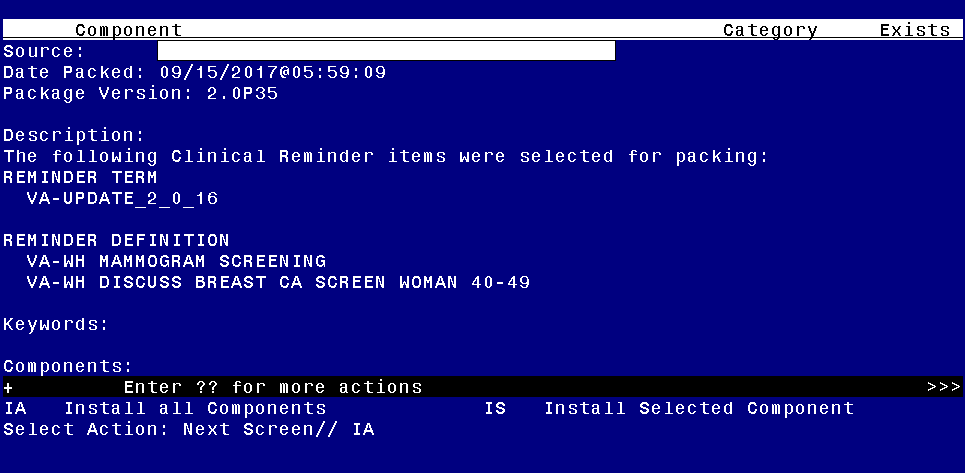 Component Category Exists
Source:
Date Packed: 09/15/2017@05:59:09
Package Version: 2.0P35
Description:
The following Clinical Reminder items were selected for packing:
REMINDER TERM
VA-UPDATE_2_0_16
REMINDER DEFINITION
VA-WH MAMMOGRAM SCREENING
VA-WH DISCUSS BREAST CA SCREEN WOMAN 40-49
Keywords:
Components:
+ Enter ?? for more actions >>>
IA Install all Components IS Install Selected Component
Select Action: Next Screen// IA